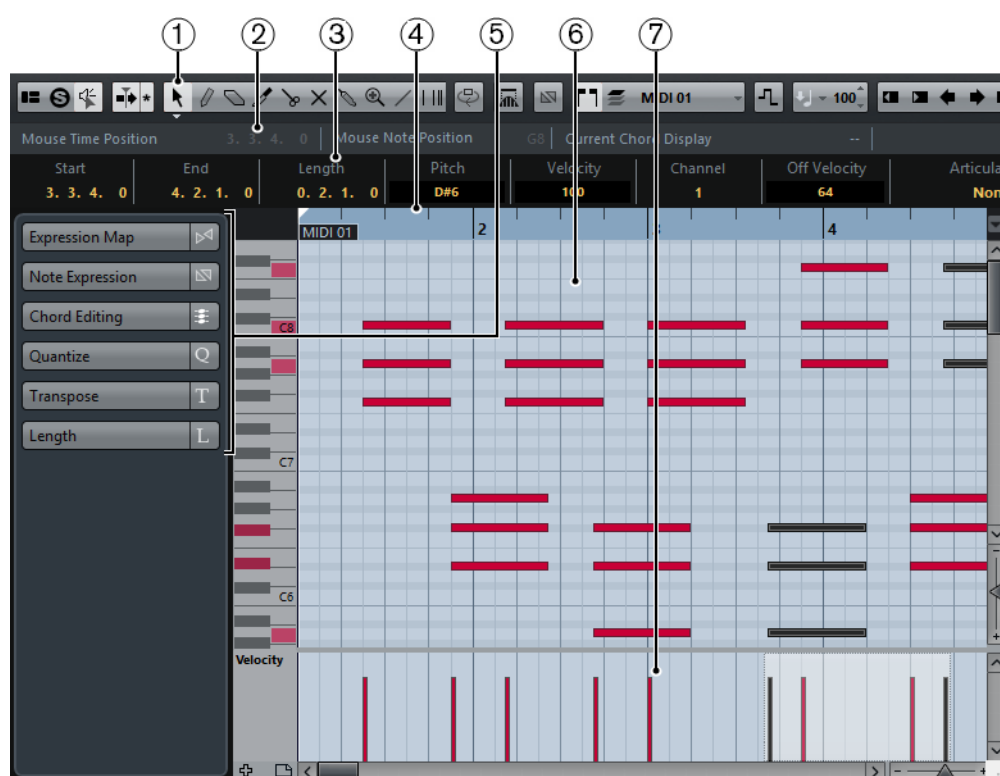 1 2 3 4 5 6 7
MIDI 01 100
Mouse Time Position 3. 3. 4. 0 Mouse Note Position G8 Current Chord Display --
Start End Length Pitch Velocity Channel Off Velocity Articula
3. 3. 4. 0 4. 2. 1. 0 0. 2. 1. 0 D#6 100 1 64 Non
MIDI 01 2 3 4
Expression Map
Note Expression
Chord Editing
C8
Quantize Q
Transpose T
Length L
C7
C6
Velocity